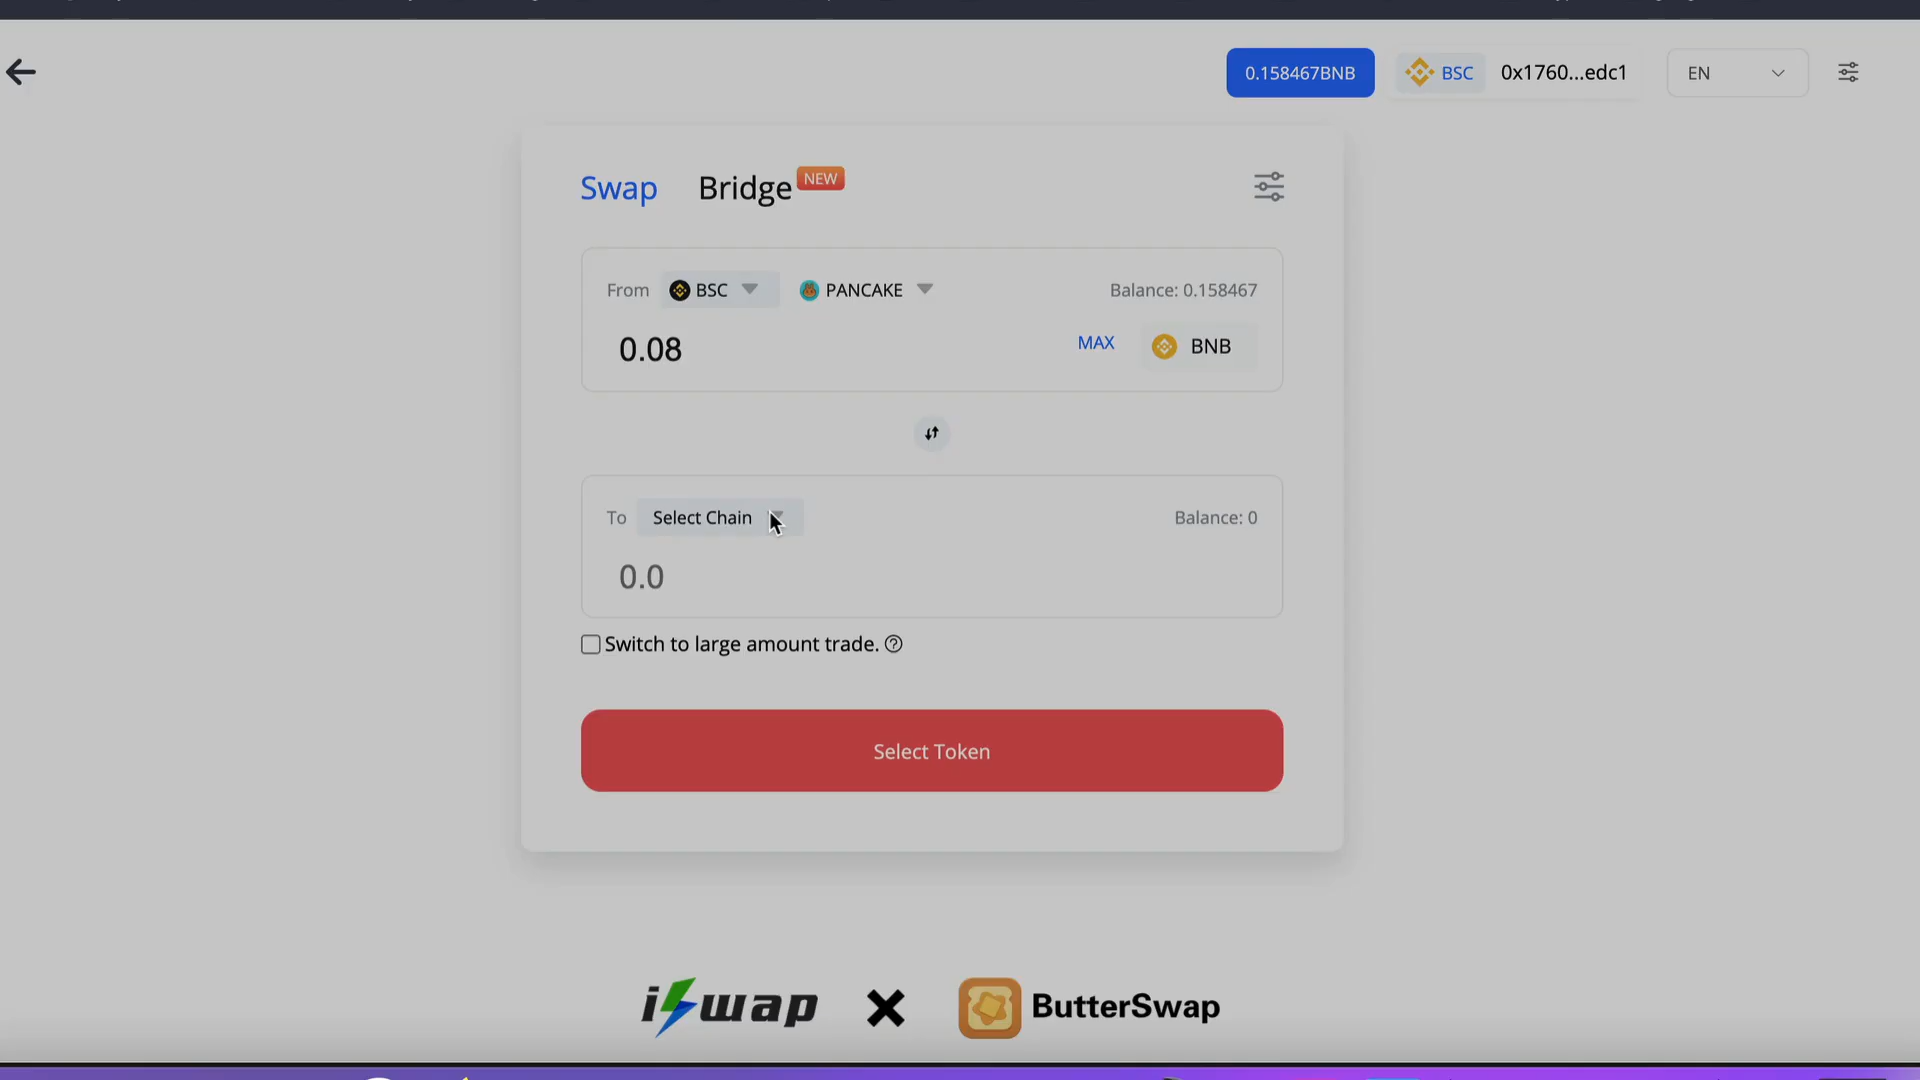 0.158467BNB
BSC
0x1760...edc1
EN
Swap
Bridge
NEW
From
BSC
PANCAKE
Balance: 0.158467
0.08
MAX
BNB
To
Select Chain
Balance: 0
0.0
Switch to large amount trade.
Select Token
iSwap
ButterSwap